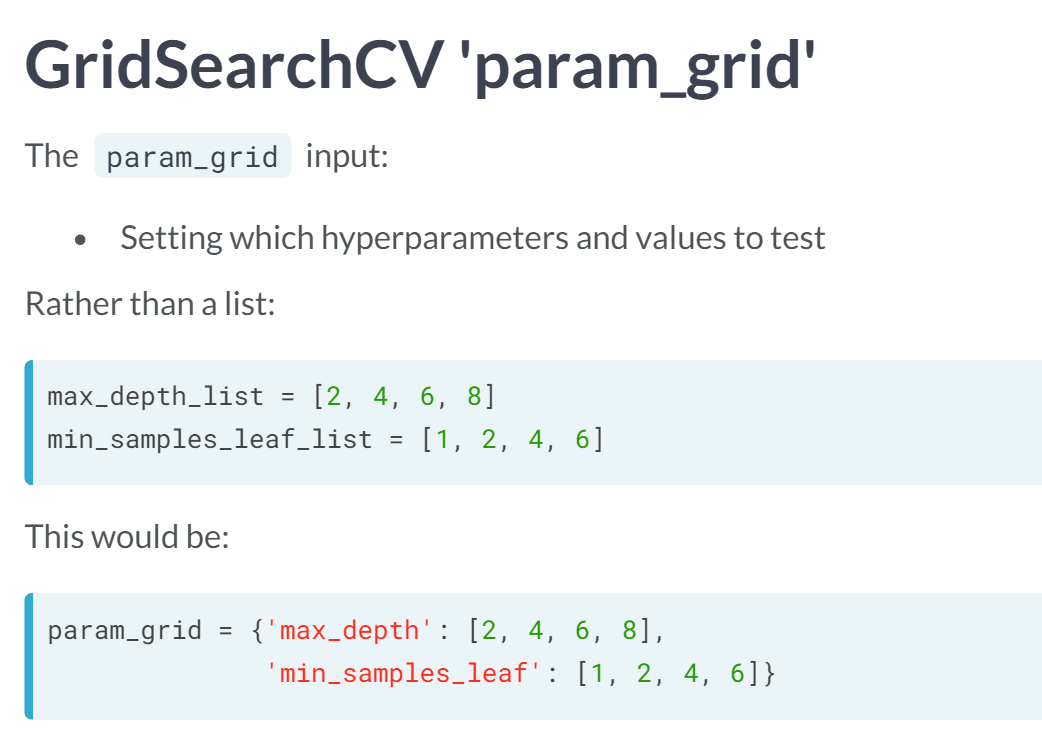 GridSearchCV 'param_grid'
The param_grid input:
• Setting which hyperparameters and values to test
Rather than a list:
max_depth_list = [2, 4, 6, 8]
min_samples_leaf_list = [1, 2, 4, 6]
This would be:
param_grid = {'max_depth': [2, 4, 6, 8],
'min_samples_leaf': [1, 2, 4, 6]}